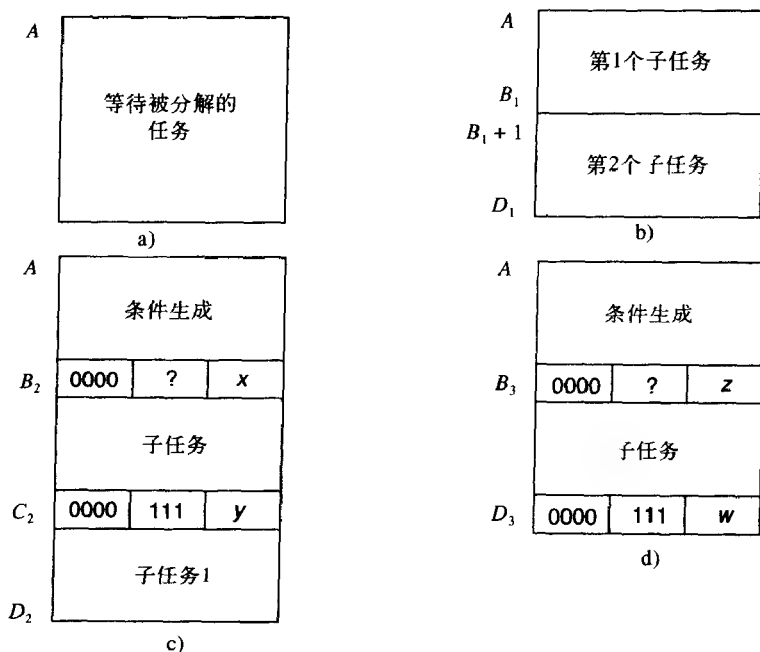 A
等待被分解的
任务
a)
A
第1个子任务
B₁
B₁ + 1
第2个子任务
D₁
b)
A
条件生成
B₂ 0000 ? x
子任务
C₂ 0000 111 y
子任务1
D₂
c)
A
条件生成
B₃ 0000 ? z
子任务
D₃ 0000 111 w
d)